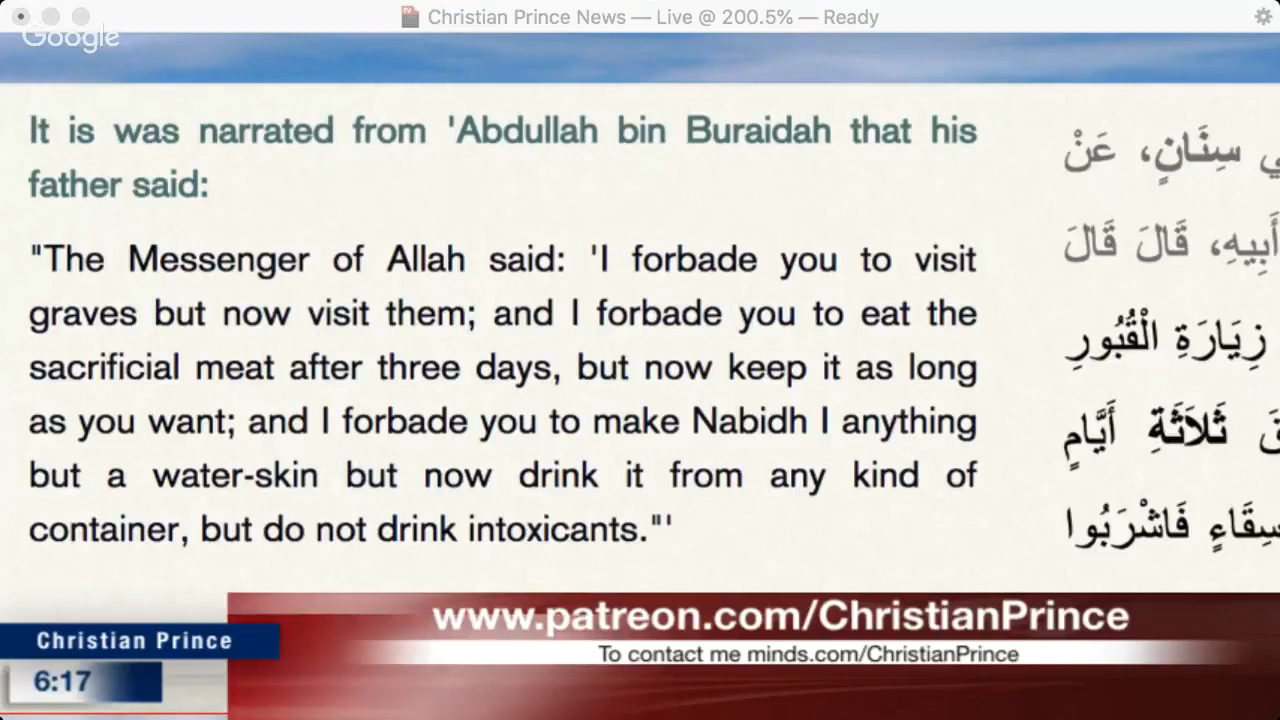 Christian Prince News — Live @ 200.5% — Ready
Google
It is was narrated from 'Abdullah bin Buraidah that his
father said:
"The Messenger of Allah said: 'I forbade you to visit
graves but now visit them; and I forbade you to eat the
sacrificial meat after three days, but now keep it as long
as you want; and I forbade you to make Nabidh I anything
but a water-skin but now drink it from any kind of
container, but do not drink intoxicants."'
سِنَانٍ، عَنْ
أَبِيهِ، قَالَ قَالَ
زِيَارَةِ الْقُبُورِ
ثَلاَثَةِ أَيَّامٍ
سِقَاءٍ فَاشْرَبُوا
www.patreon.com/ChristianPrince
To contact me minds.com/ChristianPrince
Christian Prince
6:17